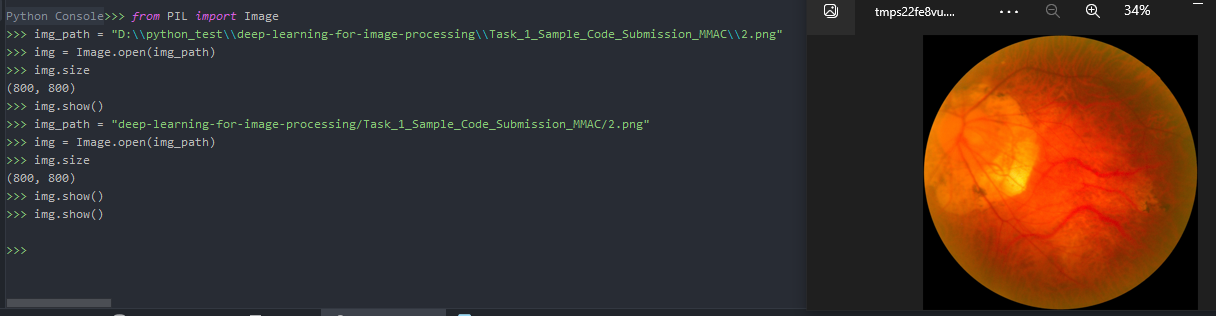 Python Console>>> from PIL import Image
>>> img_path = "D:\\python_test\\deep-learning-for-image-processing\\Task_1_Sample_Code_Submission_MMAC\\2.png"
>>> img = Image.open(img_path)
>>> img.size
(800, 800)
>>> img.show()
>>> img_path = "deep-learning-for-image-processing/Task_1_Sample_Code_Submission_MMAC/2.png"
>>> img = Image.open(img_path)
>>> img.size
(800, 800)
>>> img.show()
>>> img.show()
>>>
tmps22fe8vu....
34%